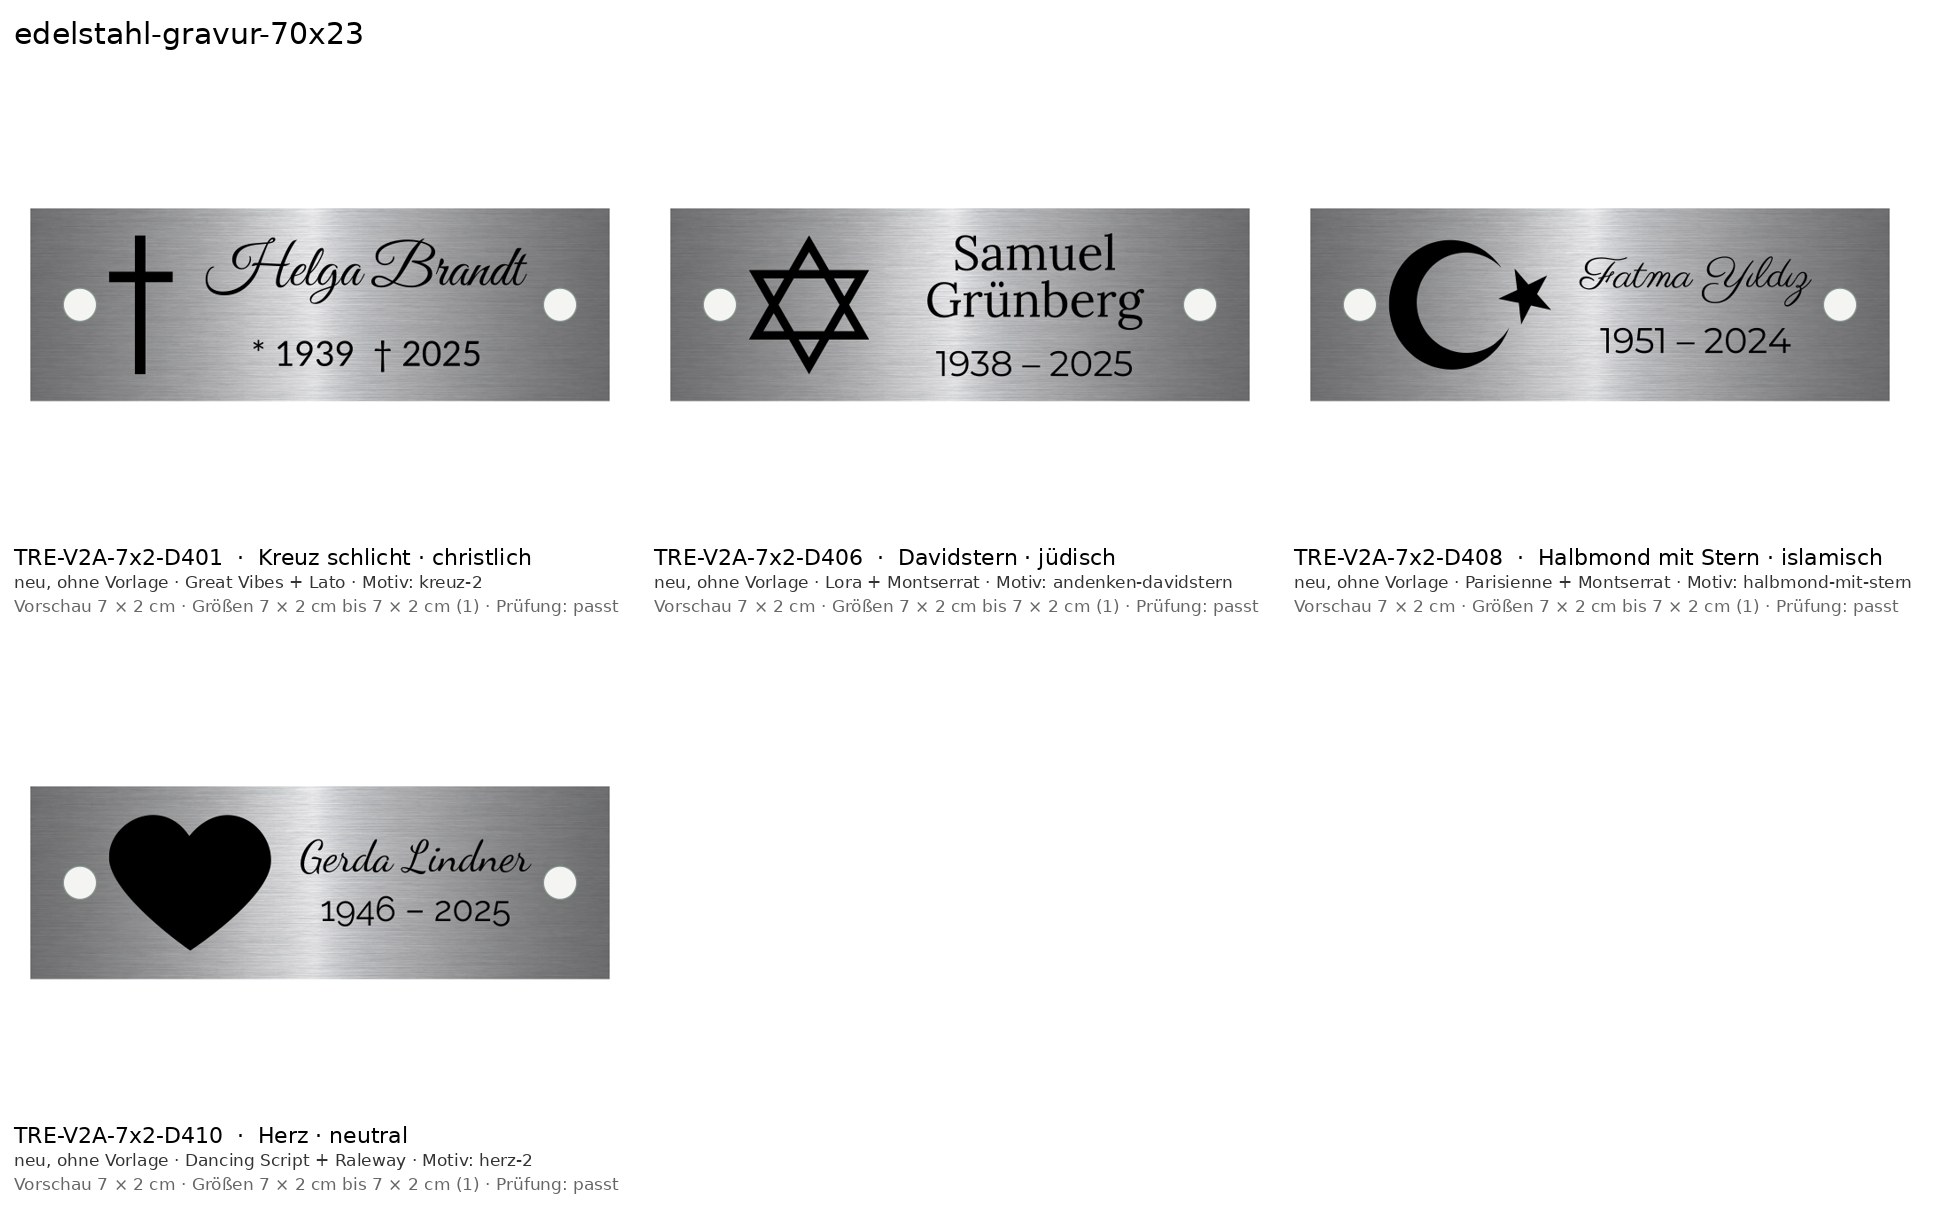 edelstahl-gravur-70x23
Helga Brandt
* 1939 † 2025
Samuel
Grünberg
1938 – 2025
Fatma Yıldız
1951 – 2024
TRE-V2A-7x2-D401 · Kreuz schlicht · christlich
neu, ohne Vorlage · Great Vibes + Lato · Motiv: kreuz-2
Vorschau 7 × 2 cm · Größen 7 × 2 cm bis 7 × 2 cm (1) · Prüfung: passt
TRE-V2A-7x2-D406 · Davidstern · jüdisch
neu, ohne Vorlage · Lora + Montserrat · Motiv: andenken-davidstern
Vorschau 7 × 2 cm · Größen 7 × 2 cm bis 7 × 2 cm (1) · Prüfung: passt
TRE-V2A-7x2-D408 · Halbmond mit Stern · islamisch
neu, ohne Vorlage · Parisienne + Montserrat · Motiv: halbmond-mit-stern
Vorschau 7 × 2 cm · Größen 7 × 2 cm bis 7 × 2 cm (1) · Prüfung: passt
Gerda Lindner
1946 – 2025
TRE-V2A-7x2-D410 · Herz · neutral
neu, ohne Vorlage · Dancing Script + Raleway · Motiv: herz-2
Vorschau 7 × 2 cm · Größen 7 × 2 cm bis 7 × 2 cm (1) · Prüfung: passt